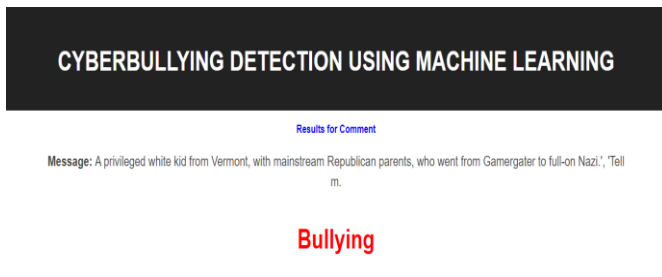 CYBERBULLYING DETECTION USING MACHINE LEARNING
Results for Comment
Message: A privileged white kid from Vermont, with mainstream Republican parents, who went from Gamergater to full-on Nazi.', 'Tell
m.
Bullying